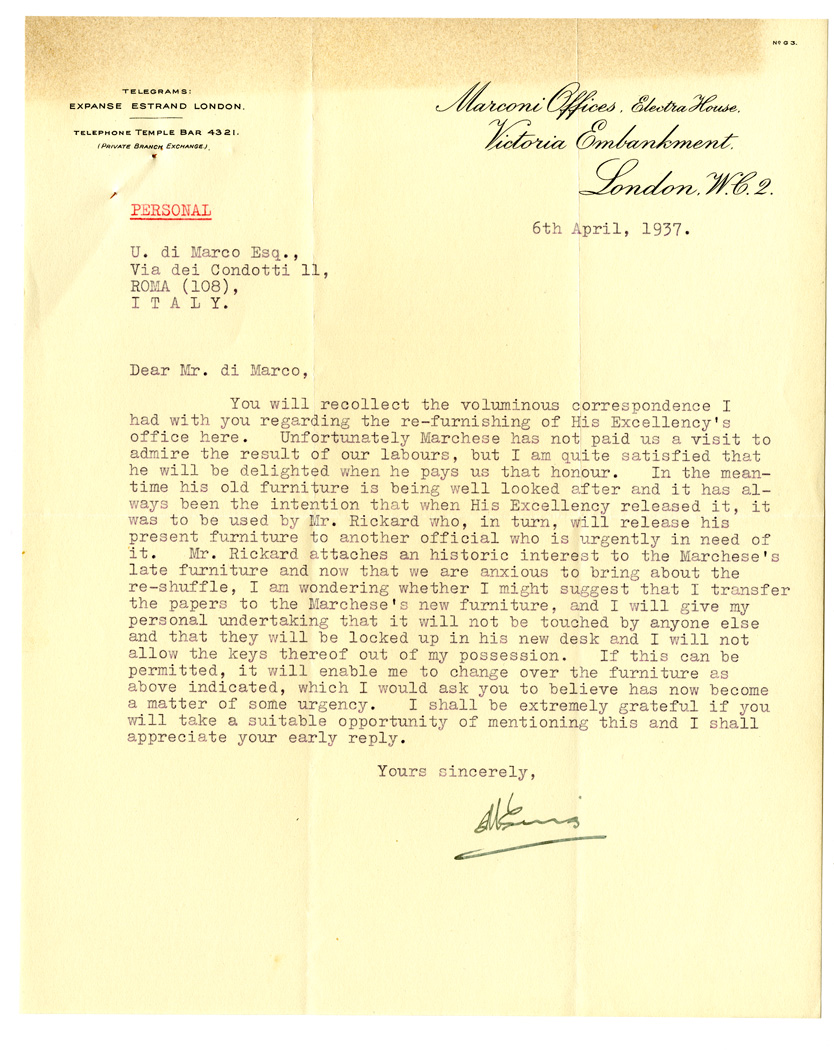 Nº G 3.
TELEGRAMS:
EXPANSE ESTRAND LONDON.
TELEPHONE TEMPLE BAR 4321.
(PRIVATE BRANCH EXCHANGE.)
Marconi Offices, Electra House,
Victoria Embankment,
London, W.C.2.
PERSONAL
6th April, 1937.
U. di Marco Esq.,
Via dei Condotti 11,
ROMA (108),
I T A L Y.
Dear Mr. di Marco,
You will recollect the voluminous correspondence I
had with you regarding the re-furnishing of His Excellency's
office here. Unfortunately Marchese has not paid us a visit to
admire the result of our labours, but I am quite satisfied that
he will be delighted when he pays us that honour. In the mean-
time his old furniture is being well looked after and it has al-
ways been the intention that when His Excellency released it, it
was to be used by Mr. Rickard who, in turn, will release his
present furniture to another official who is urgently in need of
it. Mr. Rickard attaches an historic interest to the Marchese's
late furniture and now that we are anxious to bring about the
re-shuffle, I am wondering whether I might suggest that I transfer
the papers to the Marchese's new furniture, and I will give my
personal undertaking that it will not be touched by anyone else
and that they will be locked up in his new desk and I will not
allow the keys thereof out of my possession. If this can be
permitted, it will enable me to change over the furniture as
above indicated, which I would ask you to believe has now become
a matter of some urgency. I shall be extremely grateful if you
will take a suitable opportunity of mentioning this and I shall
appreciate your early reply.
Yours sincerely,